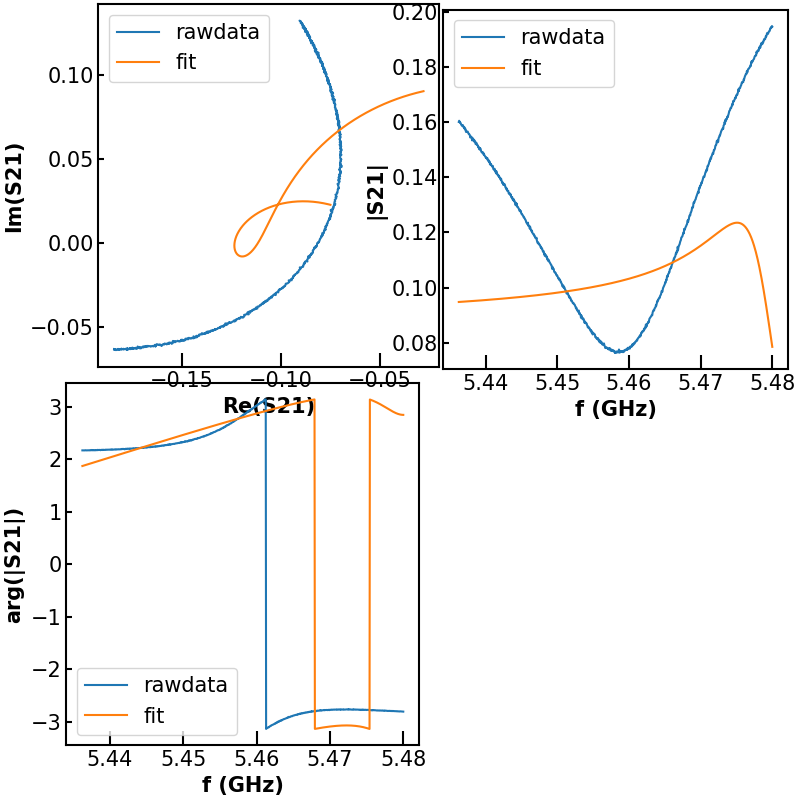 rawdata
fit
Im(S21)
0.10
0.05
0.00
−0.05
−0.15
−0.10
−0.05
Re(S21)
rawdata
fit
|S21|
0.20
0.18
0.16
0.14
0.12
0.10
0.08
5.44
5.45
5.46
5.47
5.48
f (GHz)
arg(|S21|)
3
2
1
0
−1
−2
−3
rawdata
fit
5.44
5.45
5.46
5.47
5.48
f (GHz)